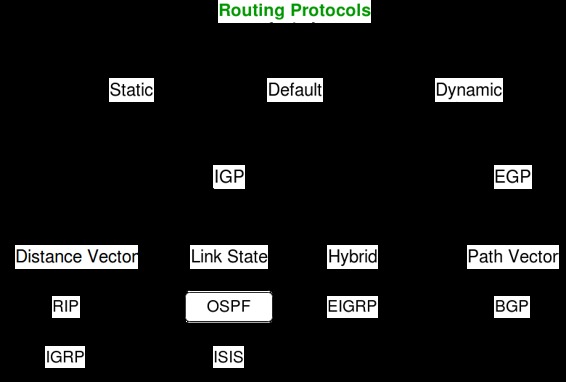 Routing Protocols
Static Default Dynamic
IGP EGP
Distance Vector Link State Hybrid Path Vector
RIP OSPF EIGRP BGP
IGRP ISIS